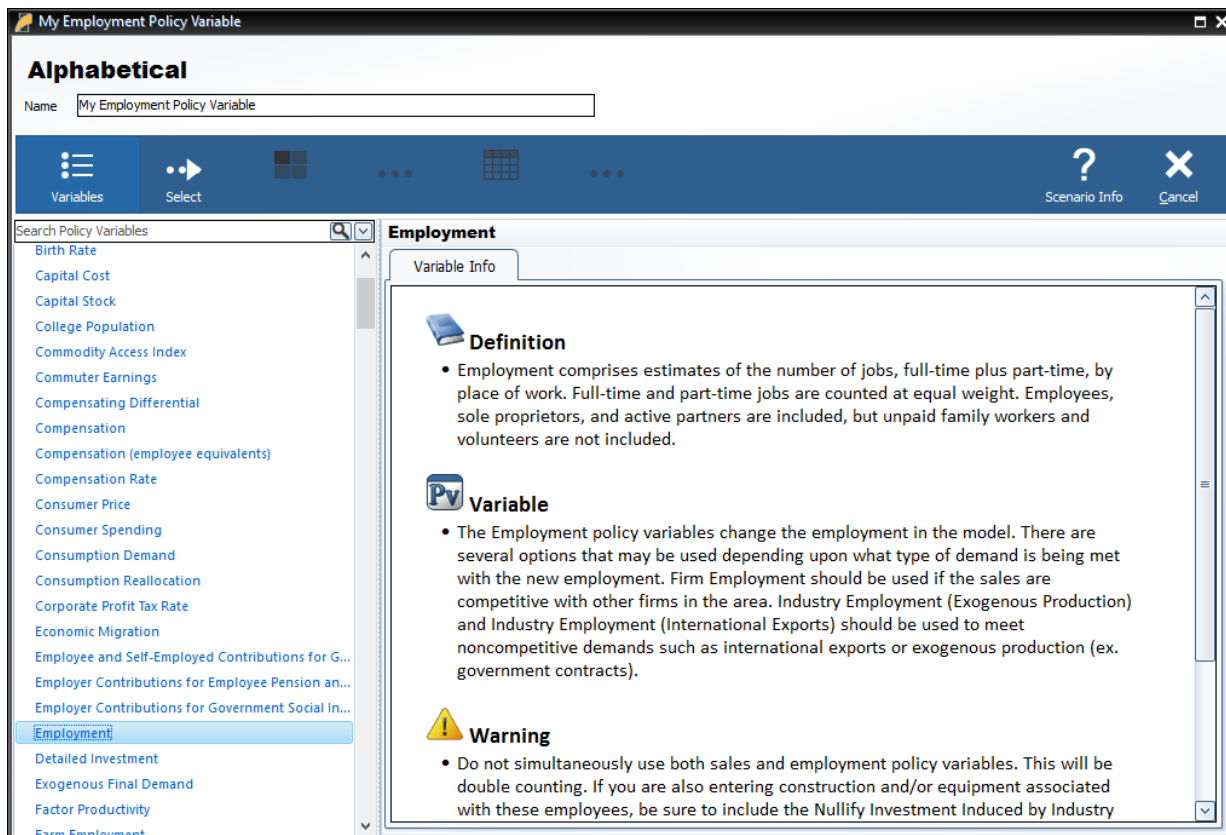 My Employment Policy Variable
Alphabetical
Name My Employment Policy Variable
Variables
Select
Scenario Info
Cancel
Search Policy Variables
Birth Rate
Capital Cost
Capital Stock
College Population
Commodity Access Index
Commuter Earnings
Compensating Differential
Compensation
Compensation (employee equivalents)
Compensation Rate
Consumer Price
Consumer Spending
Consumption Demand
Consumption Reallocation
Corporate Profit Tax Rate
Economic Migration
Employee and Self-Employed Contributions for G...
Employer Contributions for Employee Pension an...
Employer Contributions for Government Social In...
Employment
Detailed Investment
Exogenous Final Demand
Factor Productivity
Farm Employment
Employment
Variable Info
Definition
• Employment comprises estimates of the number of jobs, full-time plus part-time, by
place of work. Full-time and part-time jobs are counted at equal weight. Employees,
sole proprietors, and active partners are included, but unpaid family workers and
volunteers are not included.
Pv Variable
• The Employment policy variables change the employment in the model. There are
several options that may be used depending upon what type of demand is being met
with the new employment. Firm Employment should be used if the sales are
competitive with other firms in the area. Industry Employment (Exogenous Production)
and Industry Employment (International Exports) should be used to meet
noncompetitive demands such as international exports or exogenous production (ex.
government contracts).
Warning
• Do not simultaneously use both sales and employment policy variables. This will be
double counting. If you are also entering construction and/or equipment associated
with these employees, be sure to include the Nullify Investment Induced by Industry